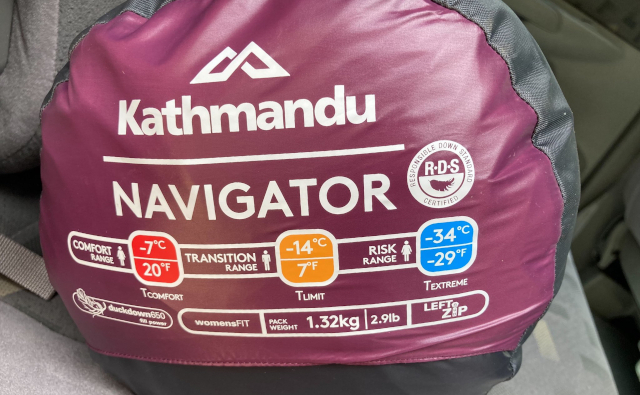 Kathmandu
RESPONSIBLE DOWN STANDARD
R·D·S
CERTIFIED
NAVIGATOR
COMFORT RANGE -7°C 20°F TRANSITION RANGE -14°C 7°F RISK RANGE -34°C -29°F
TCOMFORT TLIMIT TEXTREME
duckdown650
fill power
womensFIT PACK WEIGHT 1.32kg 2.9lb LEFT ZIP